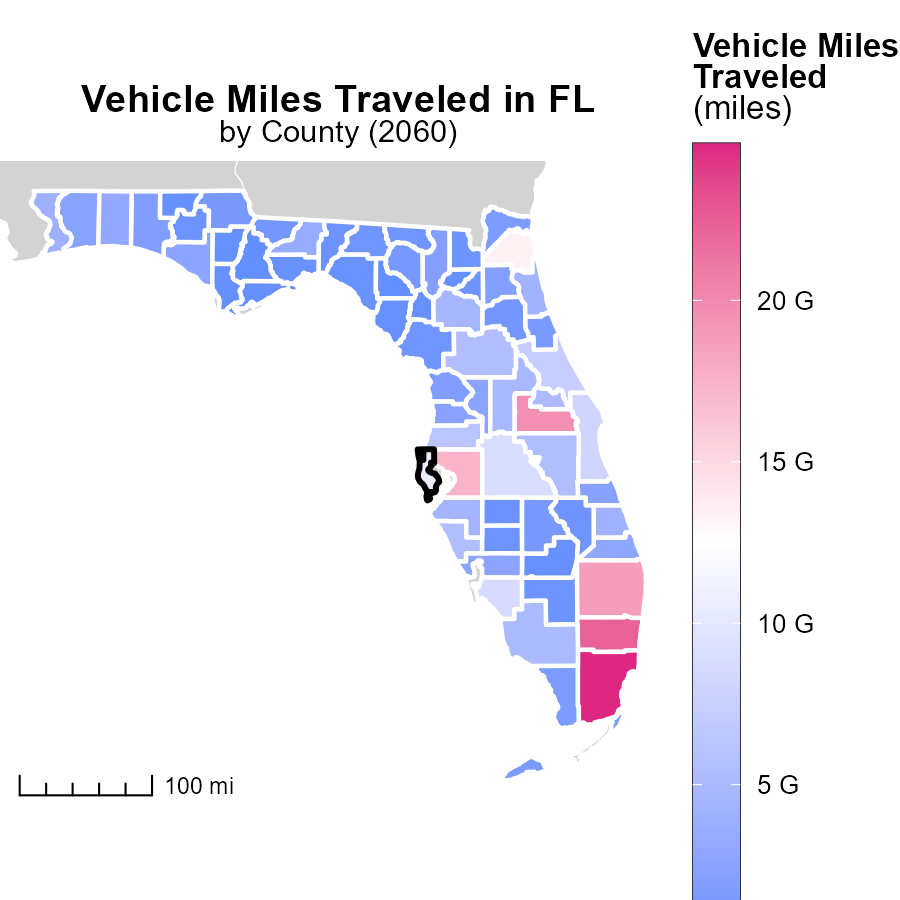 Vehicle Miles Traveled in FL
by County (2060)
Vehicle Miles
Traveled
(miles)
20 G
15 G
10 G
5 G
100 mi